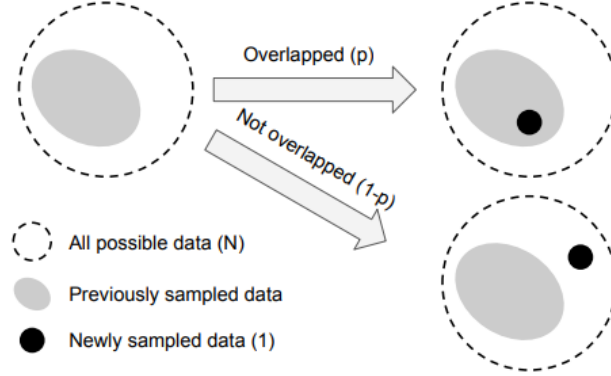 Overlapped (p)
Not overlapped (1-p)
All possible data (N)
Previously sampled data
Newly sampled data (1)